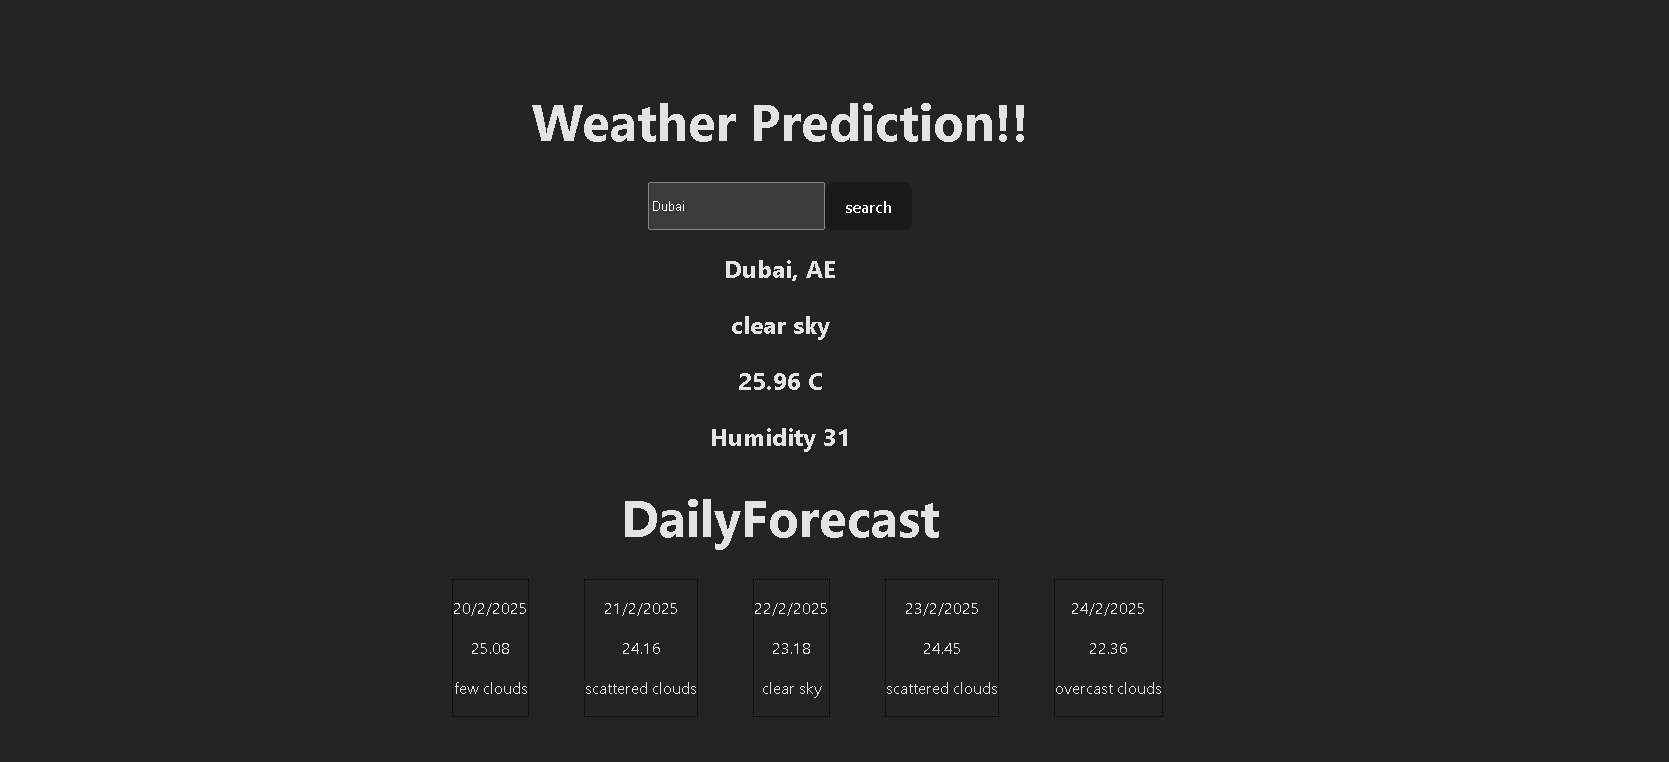 Weather Prediction!!
Dubai search
Dubai, AE
clear sky
25.96 C
Humidity 31
DailyForecast
20/2/2025 21/2/2025 22/2/2025 23/2/2025 24/2/2025
25.08 24.16 23.18 24.45 22.36
few clouds scattered clouds clear sky scattered clouds overcast clouds